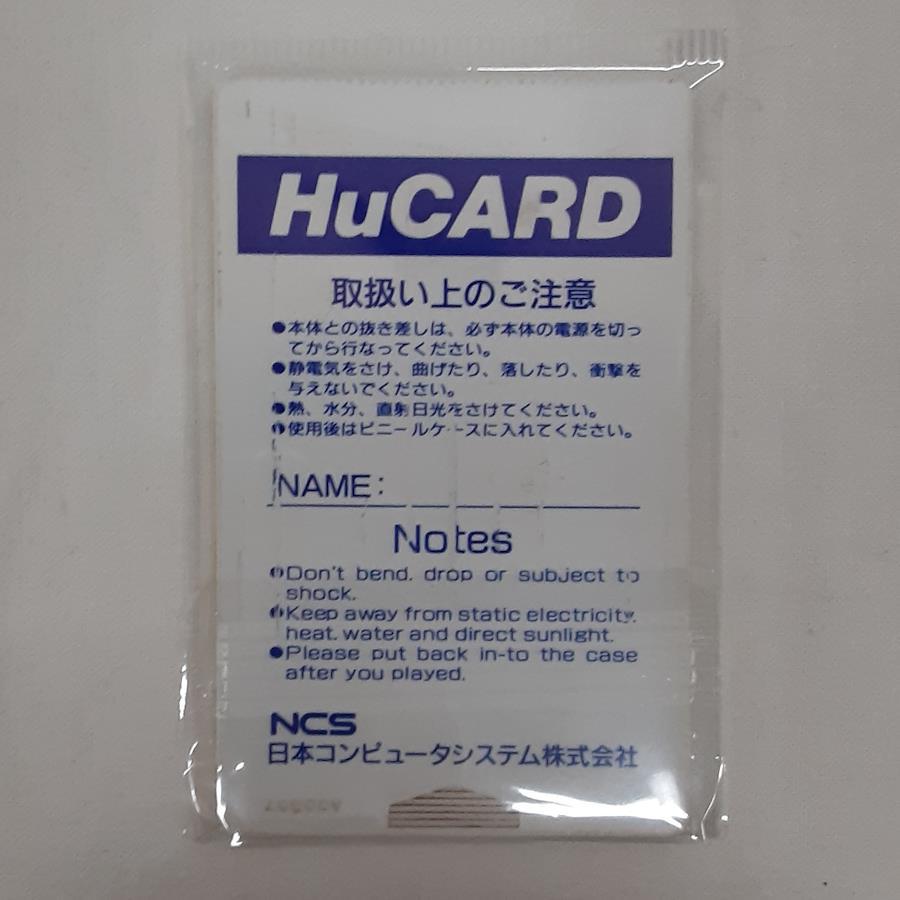 HuCARD
取扱い上のご注意
●本体との抜き差しは、必ず本体の電源を切っ
てから行なってください。
●静電気をさけ、曲げたり、落したり、衝撃を
与えないでください。
●熱、水分、直射日光をさけてください。
●使用後はビニールケースに入れてください。
NAME:
Notes
●Don't bend, drop or subject to
shock.
●Keep away from static electricity,
heat, water and direct sunlight.
●Please put back in-to the case
after you played.
NCS
日本コンピュータシステム株式会社